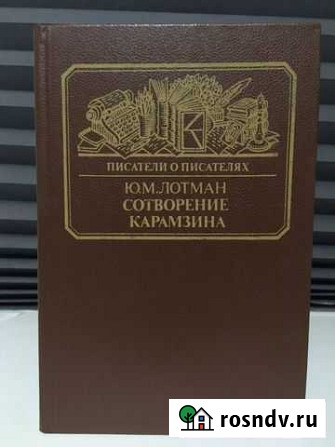 ПИСАТЕЛИ О ПИСАТЕЛЯХ
Ю.М.ЛОТМАН
СОТВОРЕНИЕ
КАРАМЗИНА
rosndv.ru